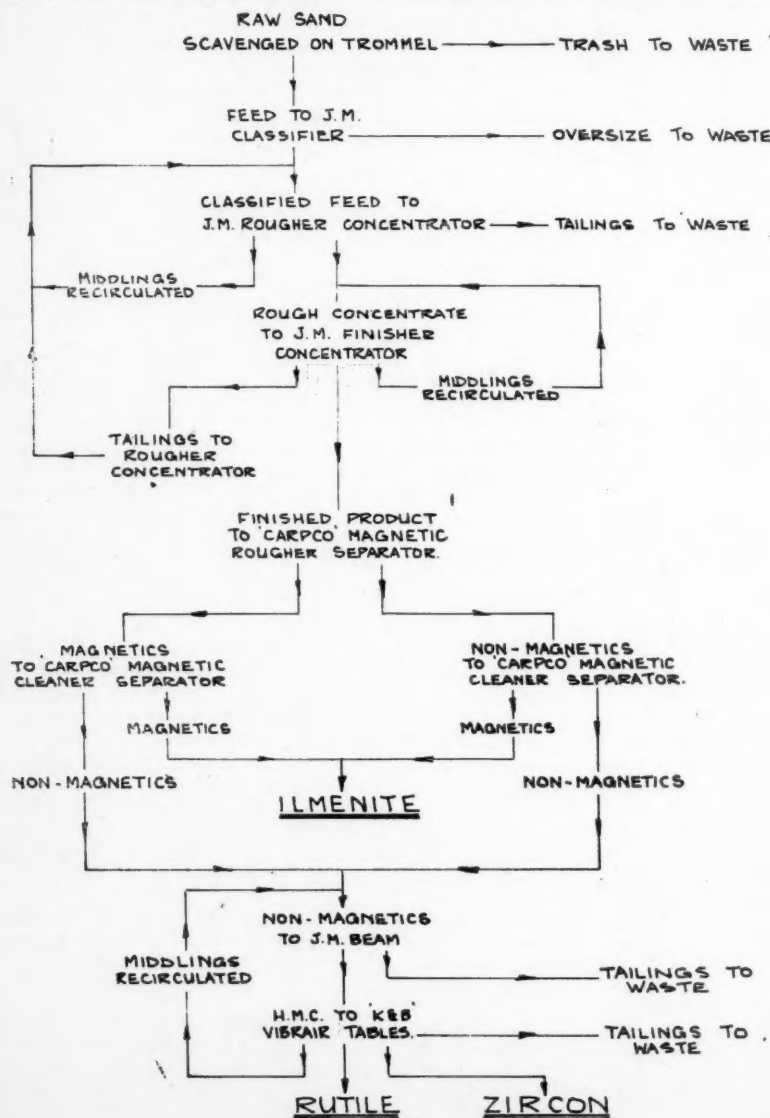 RAW SAND
SCAVENGED ON TROMMEL
TRASH TO WASTE
FEED TO J.M.
CLASSIFIER
OVERSIZE TO WASTE
CLASSIFIED FEED TO
J.M. ROUGHER CONCENTRATOR
TAILINGS TO WASTE
MIDDLINGS
RECIRCULATED
ROUGH CONCENTRATE
TO J.M. FINISHER
CONCENTRATOR
MIDDLINGS
RECIRCULATED
TAILINGS TO
ROUGHER
CONCENTRATOR
FINISHED PRODUCT
TO 'CARPCO' MAGNETIC
ROUGHER SEPARATOR.
MAGNETICS
TO 'CARPCO' MAGNETIC
CLEANER SEPARATOR
NON-MAGNETICS
TO 'CARPCO' MAGNETIC
CLEANER SEPARATOR.
MAGNETICS
MAGNETICS
NON-MAGNETICS
ILMENITE
NON-MAGNETICS
NON-MAGNETICS
TO J.M. BEAM
MIDDLINGS
RECIRCULATED
TAILINGS TO
WASTE
H.M.C. TO 'K&B'
VIBRAIR TABLES.
TAILINGS TO
WASTE
RUTILE
ZIRCON